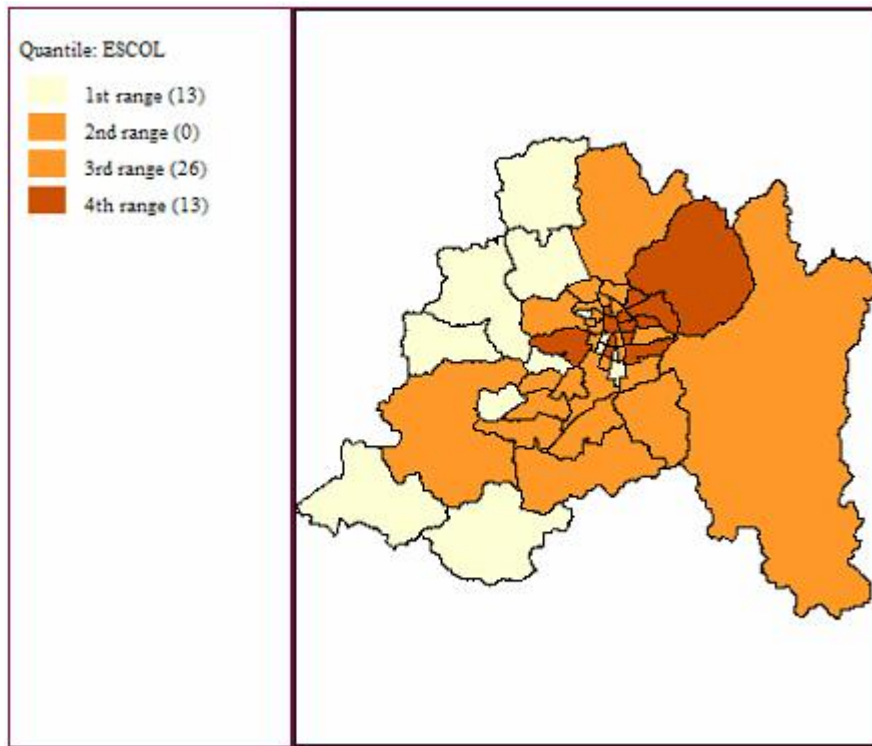 Quantile: ESCOL
1st range (13)
2nd range (0)
3rd range (26)
4th range (13)